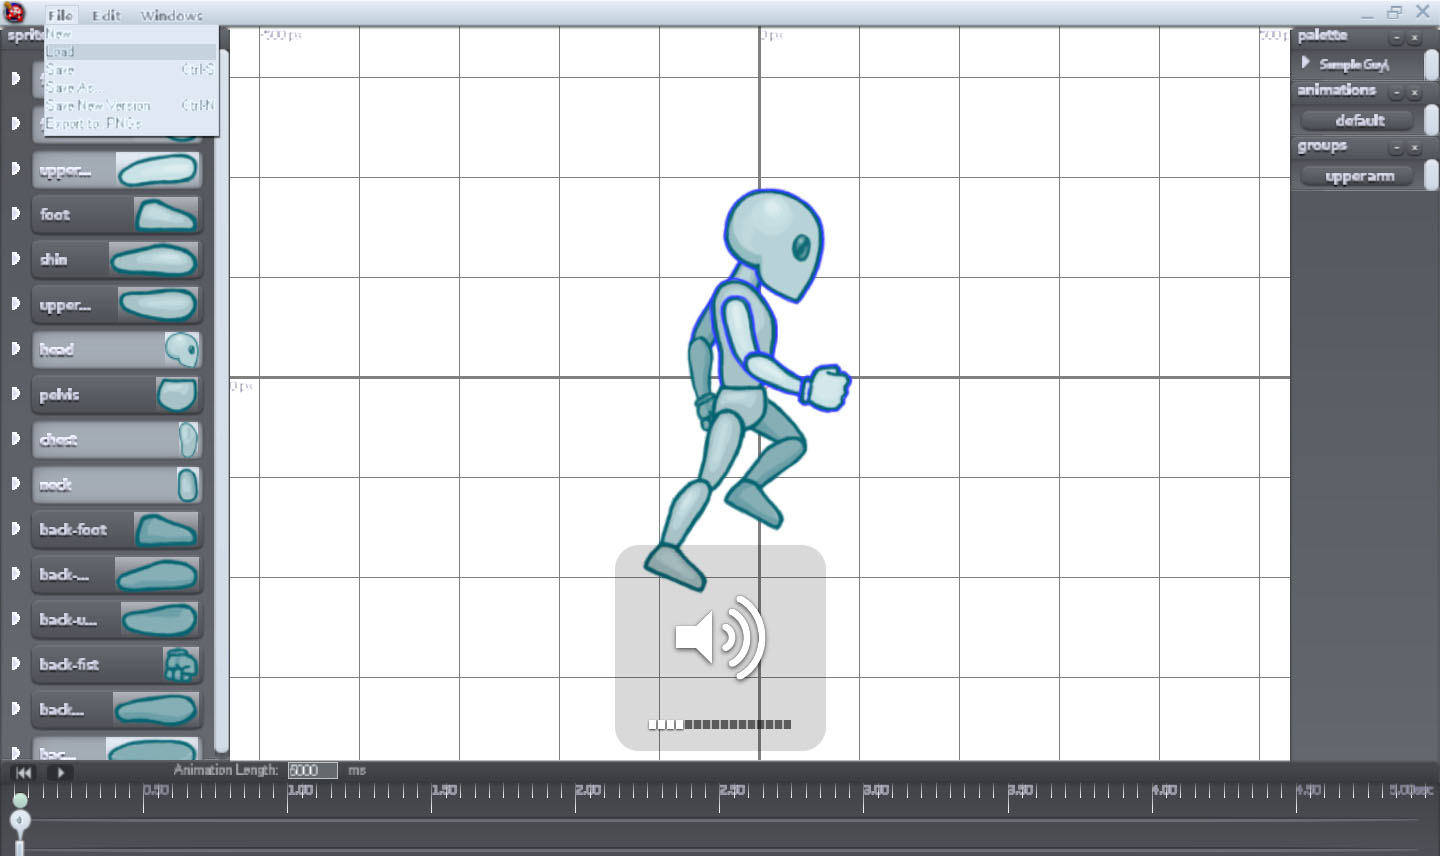 File Edit Windows
New
Load
Save Ctrl-S
Save As...
Save New Version Ctrl-N
Export to PNGs
-500 px
0 px
500 p
palette
Sample Guy\
animations
default
groups
upper arm
upper...
foot
shin
upper...
head
pelvis
chest
neck
back-foot
back-...
back-u...
back-fist
back...
bac...
0 px
Animation Length: 5000 ms
0.50 1.00 1.50 2.00 2.50 3.00 3.50 4.00 4.50 5.00sec